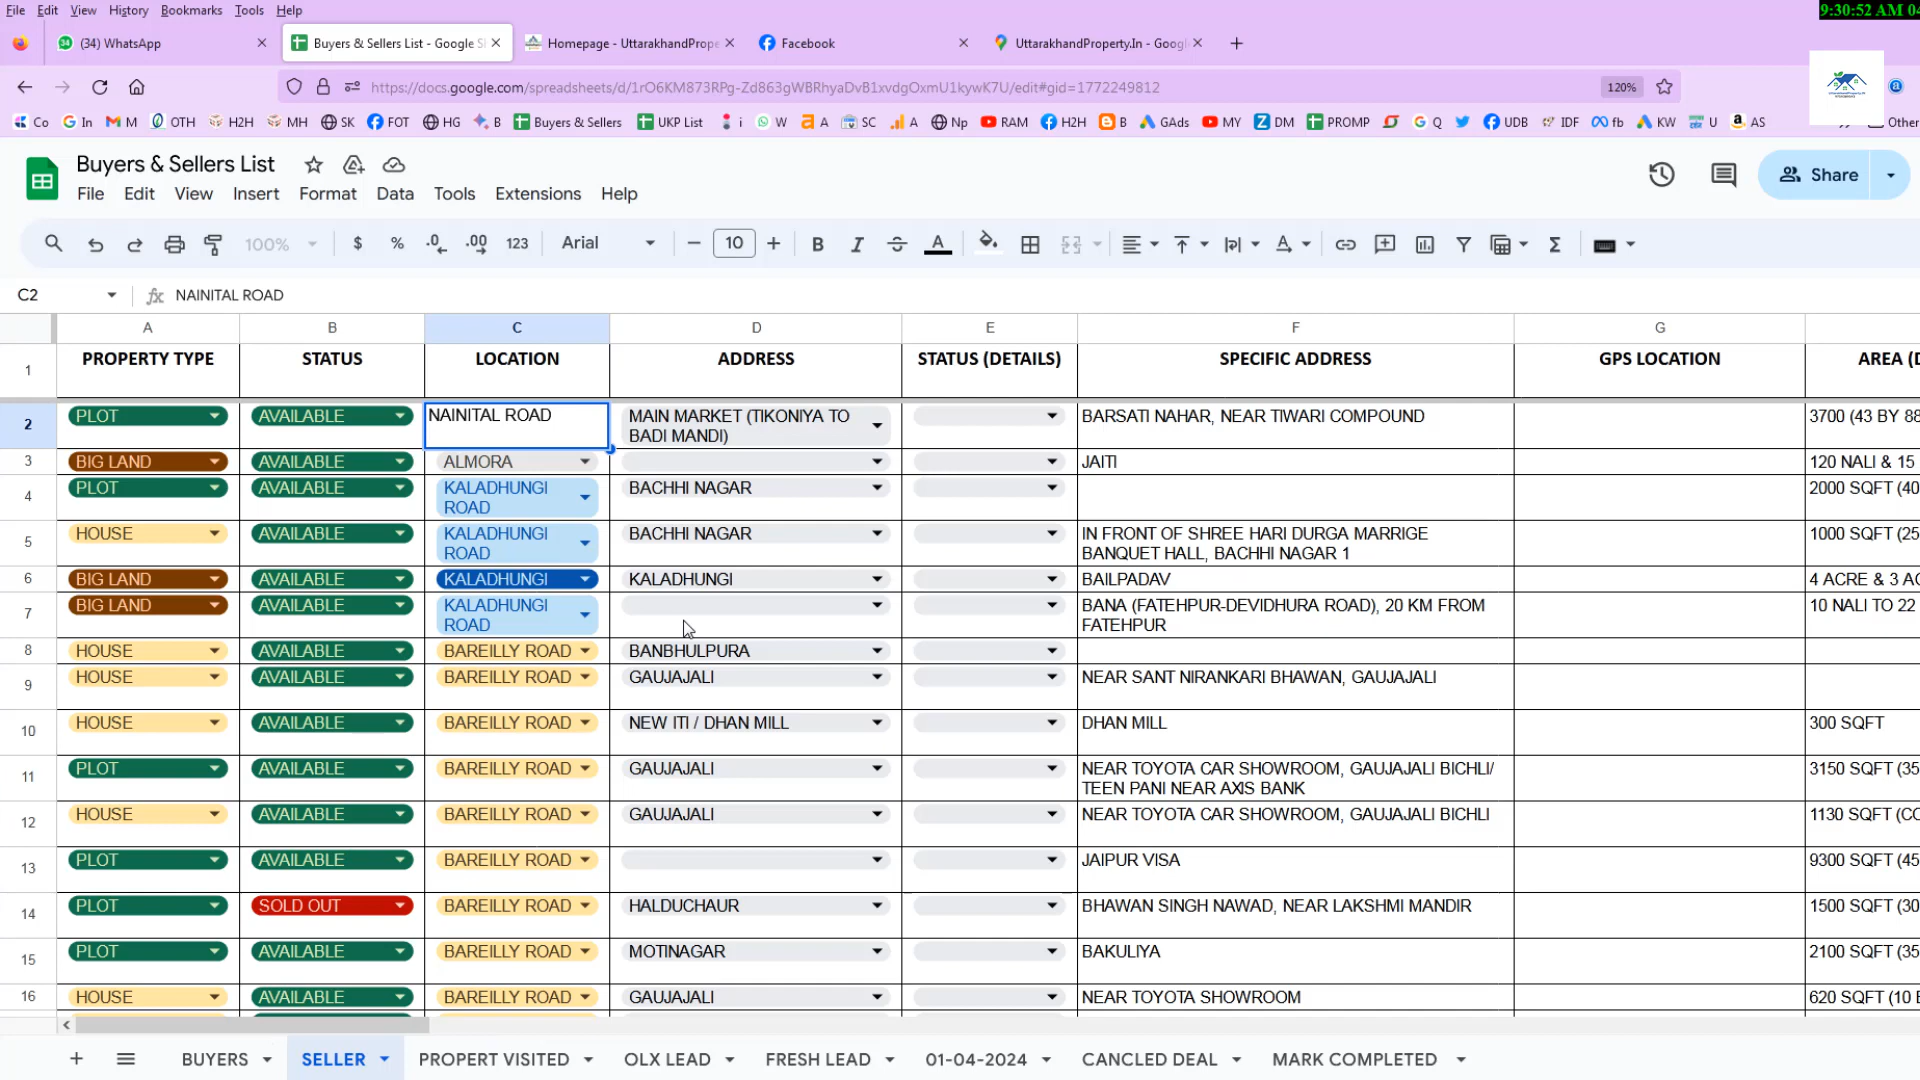 File Edit View History Bookmarks Tools Help
9:30:52 AM
(34) WhatsApp
Buyers & Sellers List - Google
Homepage - UttarakhandPrope
Facebook
UttarakhandProperty.In - Googl
https://docs.google.com/spreadsheets/d/1rO6KM873RPg-Zd863gWBRhyaDvB1xvdgOxmU1kywK7U/edit#gid=1772249812
120%
Co In M OTH H2H MH SK FOT HG B Buyers & Sellers UKP List i W A SC A Np RAM H2H B GAds MY DM PROMP Q UDB IDF fb KW U AS Other
Buyers & Sellers List
File Edit View Insert Format Data Tools Extensions Help
Share
100% $ % .0 .00 123 Arial 10 B I A
C2 fx NAINITAL ROAD
A B C D E F G
1 PROPERTY TYPE STATUS LOCATION ADDRESS STATUS (DETAILS) SPECIFIC ADDRESS GPS LOCATION AREA (D
2 PLOT AVAILABLE NAINITAL ROAD MAIN MARKET (TIKONIYA TO BARSATI NAHAR, NEAR TIWARI COMPOUND 3700 (43 BY 88
BADI MANDI)
3 BIG LAND AVAILABLE ALMORA JAITI 120 NALI & 15
4 PLOT AVAILABLE KALADHUNGI BACHHI NAGAR 2000 SQFT (40
ROAD
5 HOUSE AVAILABLE KALADHUNGI BACHHI NAGAR IN FRONT OF SHREE HARI DURGA MARRIGE 1000 SQFT (25
ROAD BANQUET HALL, BACHHI NAGAR 1
6 BIG LAND AVAILABLE KALADHUNGI KALADHUNGI BAILPADAV 4 ACRE & 3 AC
7 BIG LAND AVAILABLE KALADHUNGI BANA (FATEHPUR-DEVIDHURA ROAD), 20 KM FROM 10 NALI TO 22
ROAD FATEHPUR
8 HOUSE AVAILABLE BAREILLY ROAD BANBHULPURA
9 HOUSE AVAILABLE BAREILLY ROAD GAUJAJALI NEAR SANT NIRANKARI BHAWAN, GAUJAJALI
10 HOUSE AVAILABLE BAREILLY ROAD NEW ITI / DHAN MILL DHAN MILL 300 SQFT
11 PLOT AVAILABLE BAREILLY ROAD GAUJAJALI NEAR TOYOTA CAR SHOWROOM, GAUJAJALI BICHLI/ 3150 SQFT (35
TEEN PANI NEAR AXIS BANK
12 HOUSE AVAILABLE BAREILLY ROAD GAUJAJALI NEAR TOYOTA CAR SHOWROOM, GAUJAJALI BICHLI 1130 SQFT (CO
13 PLOT AVAILABLE BAREILLY ROAD JAIPUR VISA 9300 SQFT (45
14 PLOT SOLD OUT BAREILLY ROAD HALDUCHAUR BHAWAN SINGH NAWAD, NEAR LAKSHMI MANDIR 1500 SQFT (30
15 PLOT AVAILABLE BAREILLY ROAD MOTINAGAR BAKULIYA 2100 SQFT (35
16 HOUSE AVAILABLE BAREILLY ROAD GAUJAJALI NEAR TOYOTA SHOWROOM 620 SQFT (10
BUYERS SELLER PROPERT VISITED OLX LEAD FRESH LEAD 01-04-2024 CANCLED DEAL MARK COMPLETED